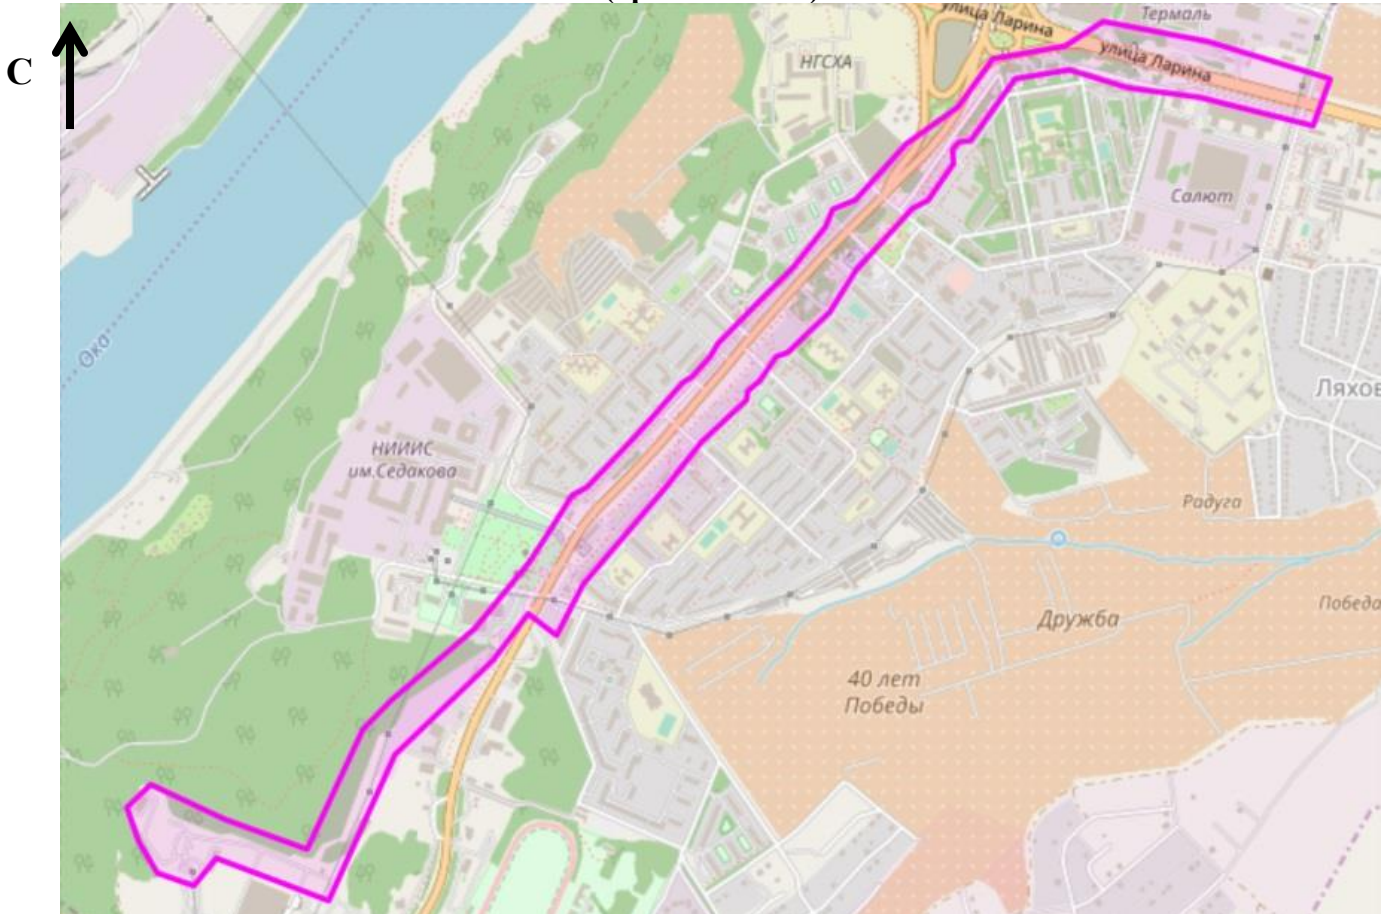 улица Ларина
Термаль
С
НГСХА
улица Ларина
Салют
Ока
Ляхов
НИИИС
им.Седакова
Радуга
Победа
Дружба
40 лет
Победы